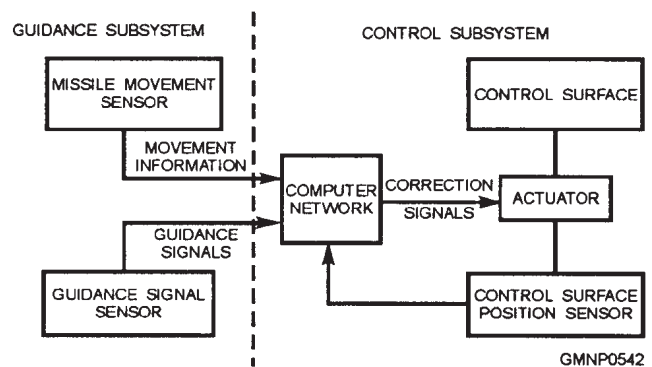 GUIDANCE SUBSYSTEM
CONTROL SUBSYSTEM
MISSILE MOVEMENT
SENSOR
CONTROL SURFACE
MOVEMENT
INFORMATION
COMPUTER
NETWORK
CORRECTION
SIGNALS
ACTUATOR
GUIDANCE
SIGNALS
GUIDANCE SIGNAL
SENSOR
CONTROL SURFACE
POSITION SENSOR
GMNP0542